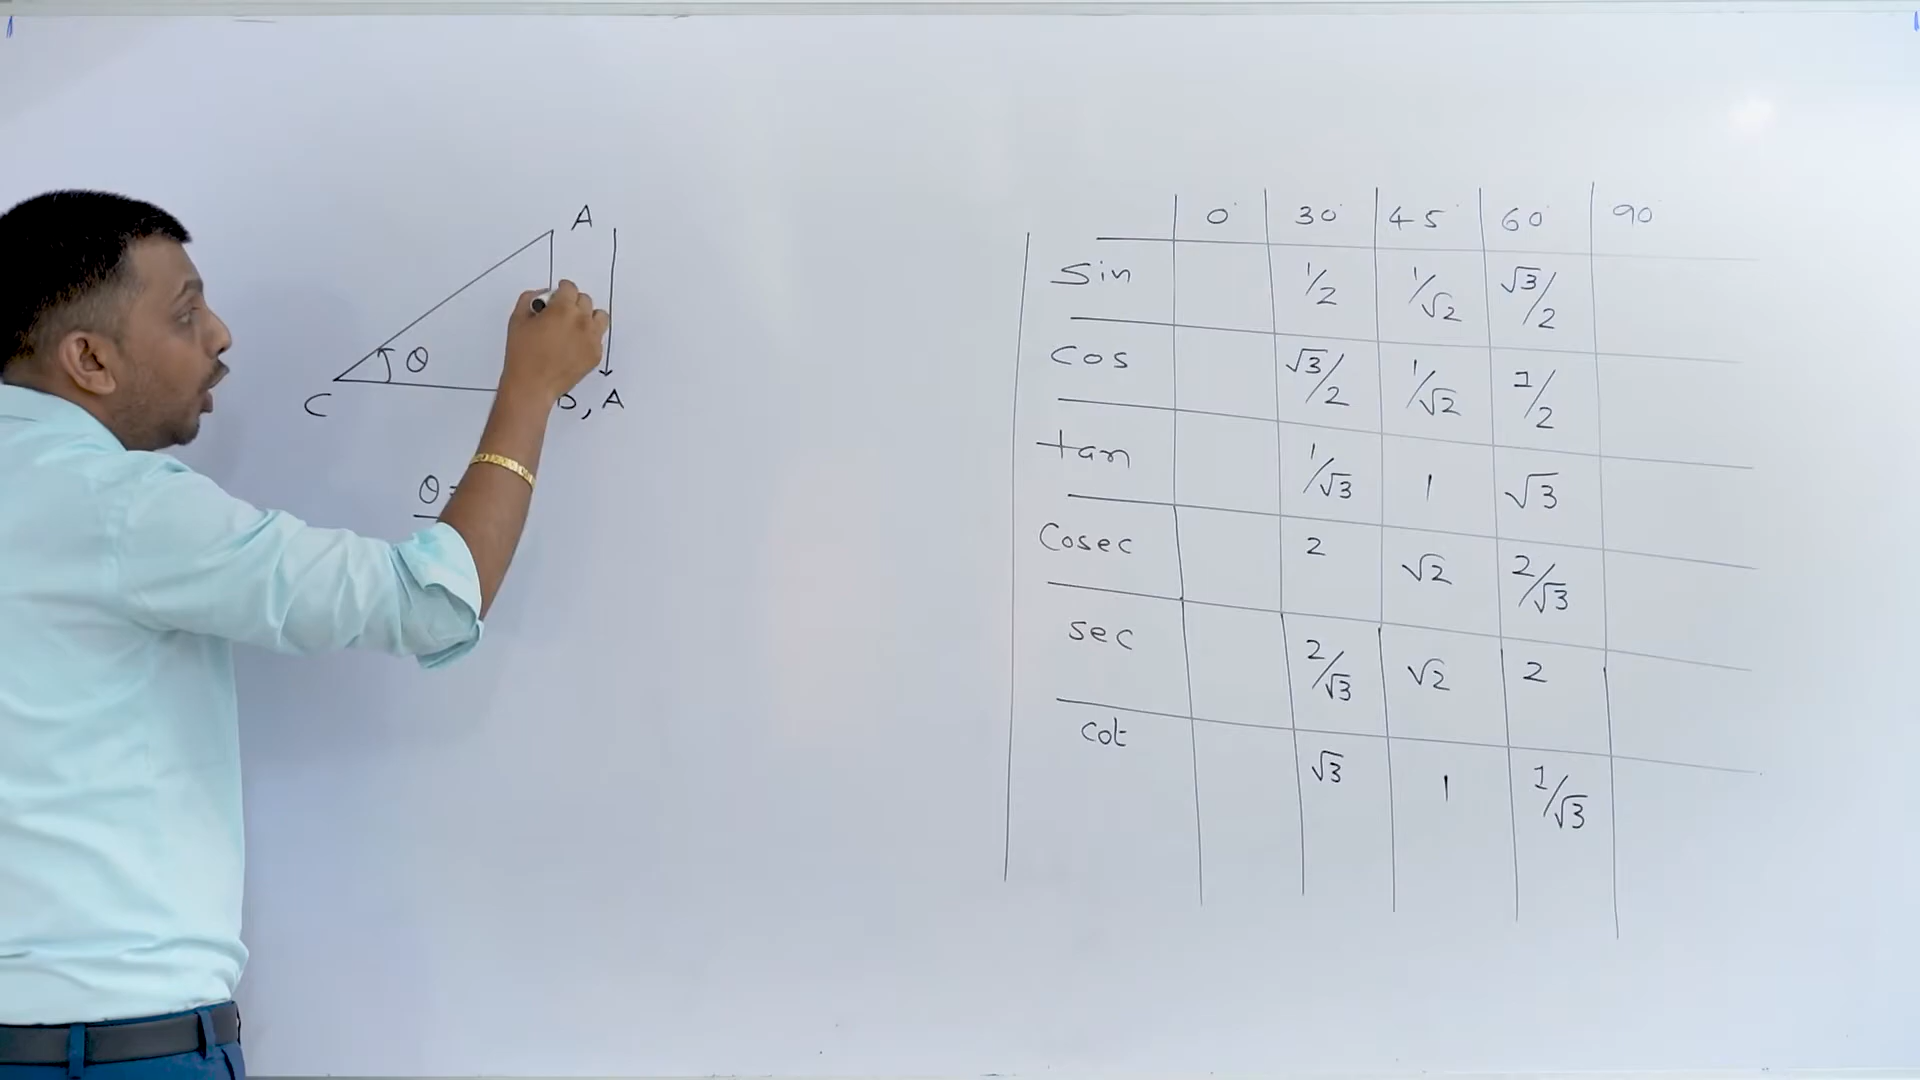 A
θ
C
, A
θ
0° 30° 45° 60° 90°
Sin 1/2 1/√2 √3/2
Cos √3/2 1/√2 1/2
tan 1/√3 1 √3
Cosec 2 √2 2/√3
sec 2/√3 √2 2
cot √3 1 1/√3